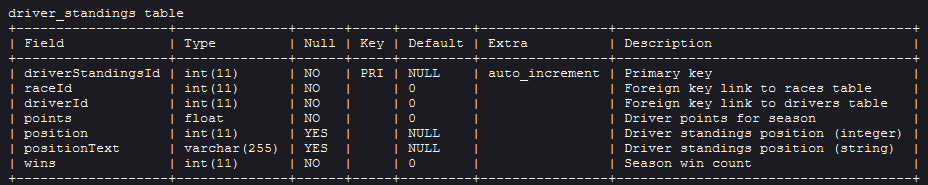 driver_standings table
+--------------------+--------------+------+-----+---------+----------------+--------------------------------------+
| Field              | Type         | Null | Key | Default | Extra          | Description                          |
+--------------------+--------------+------+-----+---------+----------------+--------------------------------------+
| driverStandingsId  | int(11)      | NO   | PRI | NULL    | auto_increment | Primary key                          |
| raceId             | int(11)      | NO   |     | 0       |                | Foreign key link to races table      |
| driverId           | int(11)      | NO   |     | 0       |                | Foreign key link to drivers table    |
| points             | float        | NO   |     | 0       |                | Driver points for season             |
| position           | int(11)      | YES  |     | NULL    |                | Driver standings position (integer) |
| positionText       | varchar(255) | YES  |     | NULL    |                | Driver standings position (string)  |
| wins               | int(11)      | NO   |     | 0       |                | Season win count                     |
+--------------------+--------------+------+-----+---------+----------------+--------------------------------------+